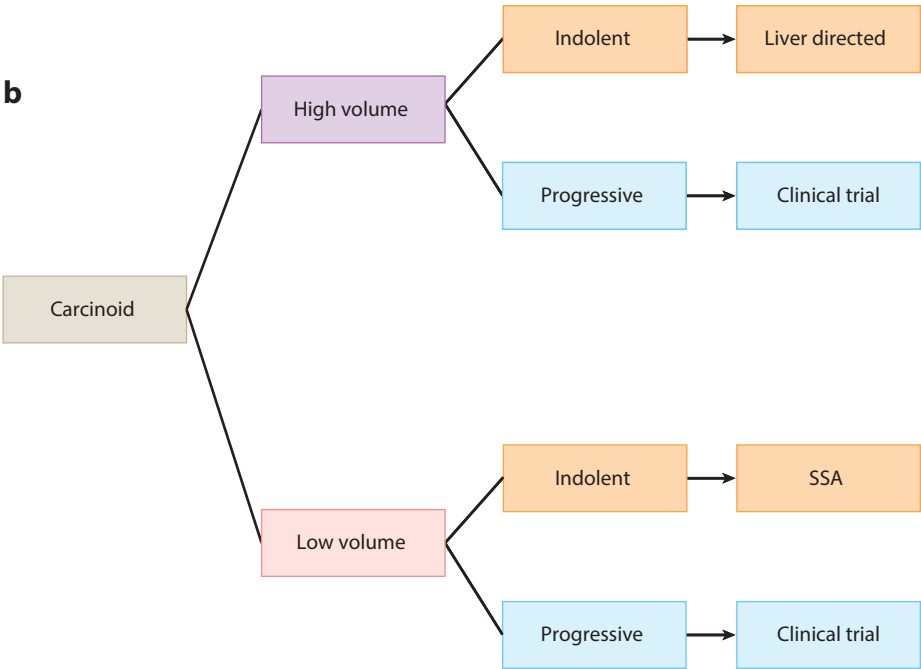 b
Carcinoid
High volume
Indolent
Liver directed
Progressive
Clinical trial
Low volume
Indolent
SSA
Progressive
Clinical trial